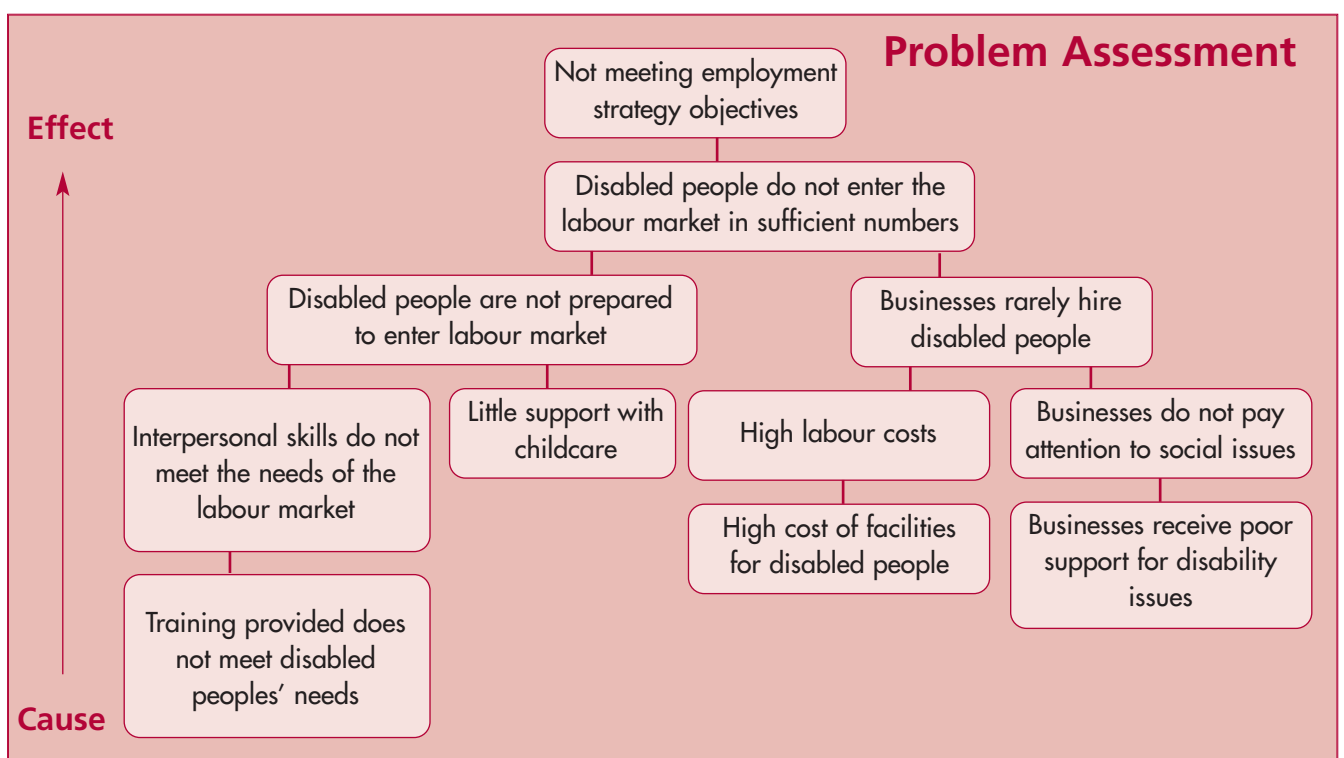 Problem Assessment
Not meeting employment
strategy objectives
Effect
Disabled people do not enter the
labour market in sufficient numbers
Disabled people are not prepared
to enter labour market
Businesses rarely hire
disabled people
Interpersonal skills do not
meet the needs of the
labour market
Little support with
childcare
High labour costs
Businesses do not pay
attention to social issues
High cost of facilities
for disabled people
Businesses receive poor
support for disability
issues
Training provided does
not meet disabled
peoples’ needs
Cause